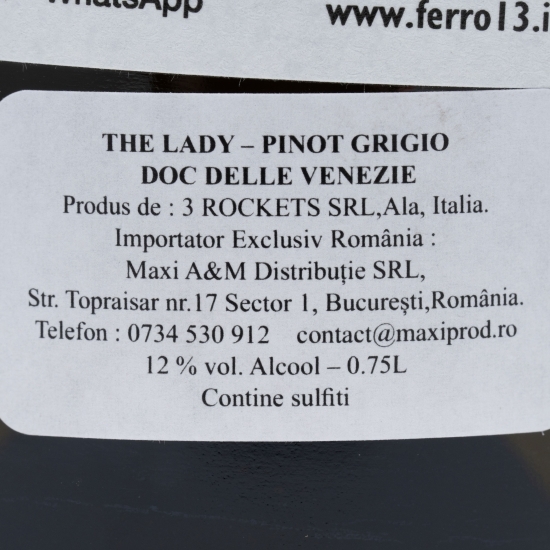 WhatsApp
www.ferro13.i
THE LADY – PINOT GRIGIO
DOC DELLE VENEZIE
Produs de : 3 ROCKETS SRL,Ala, Italia.
Importator Exclusiv România :
Maxi A&M Distribuție SRL,
Str. Topraisar nr.17 Sector 1, București,România.
Telefon : 0734 530 912 contact@maxiprod.ro
12 % vol. Alcool – 0.75L
Contine sulfiti